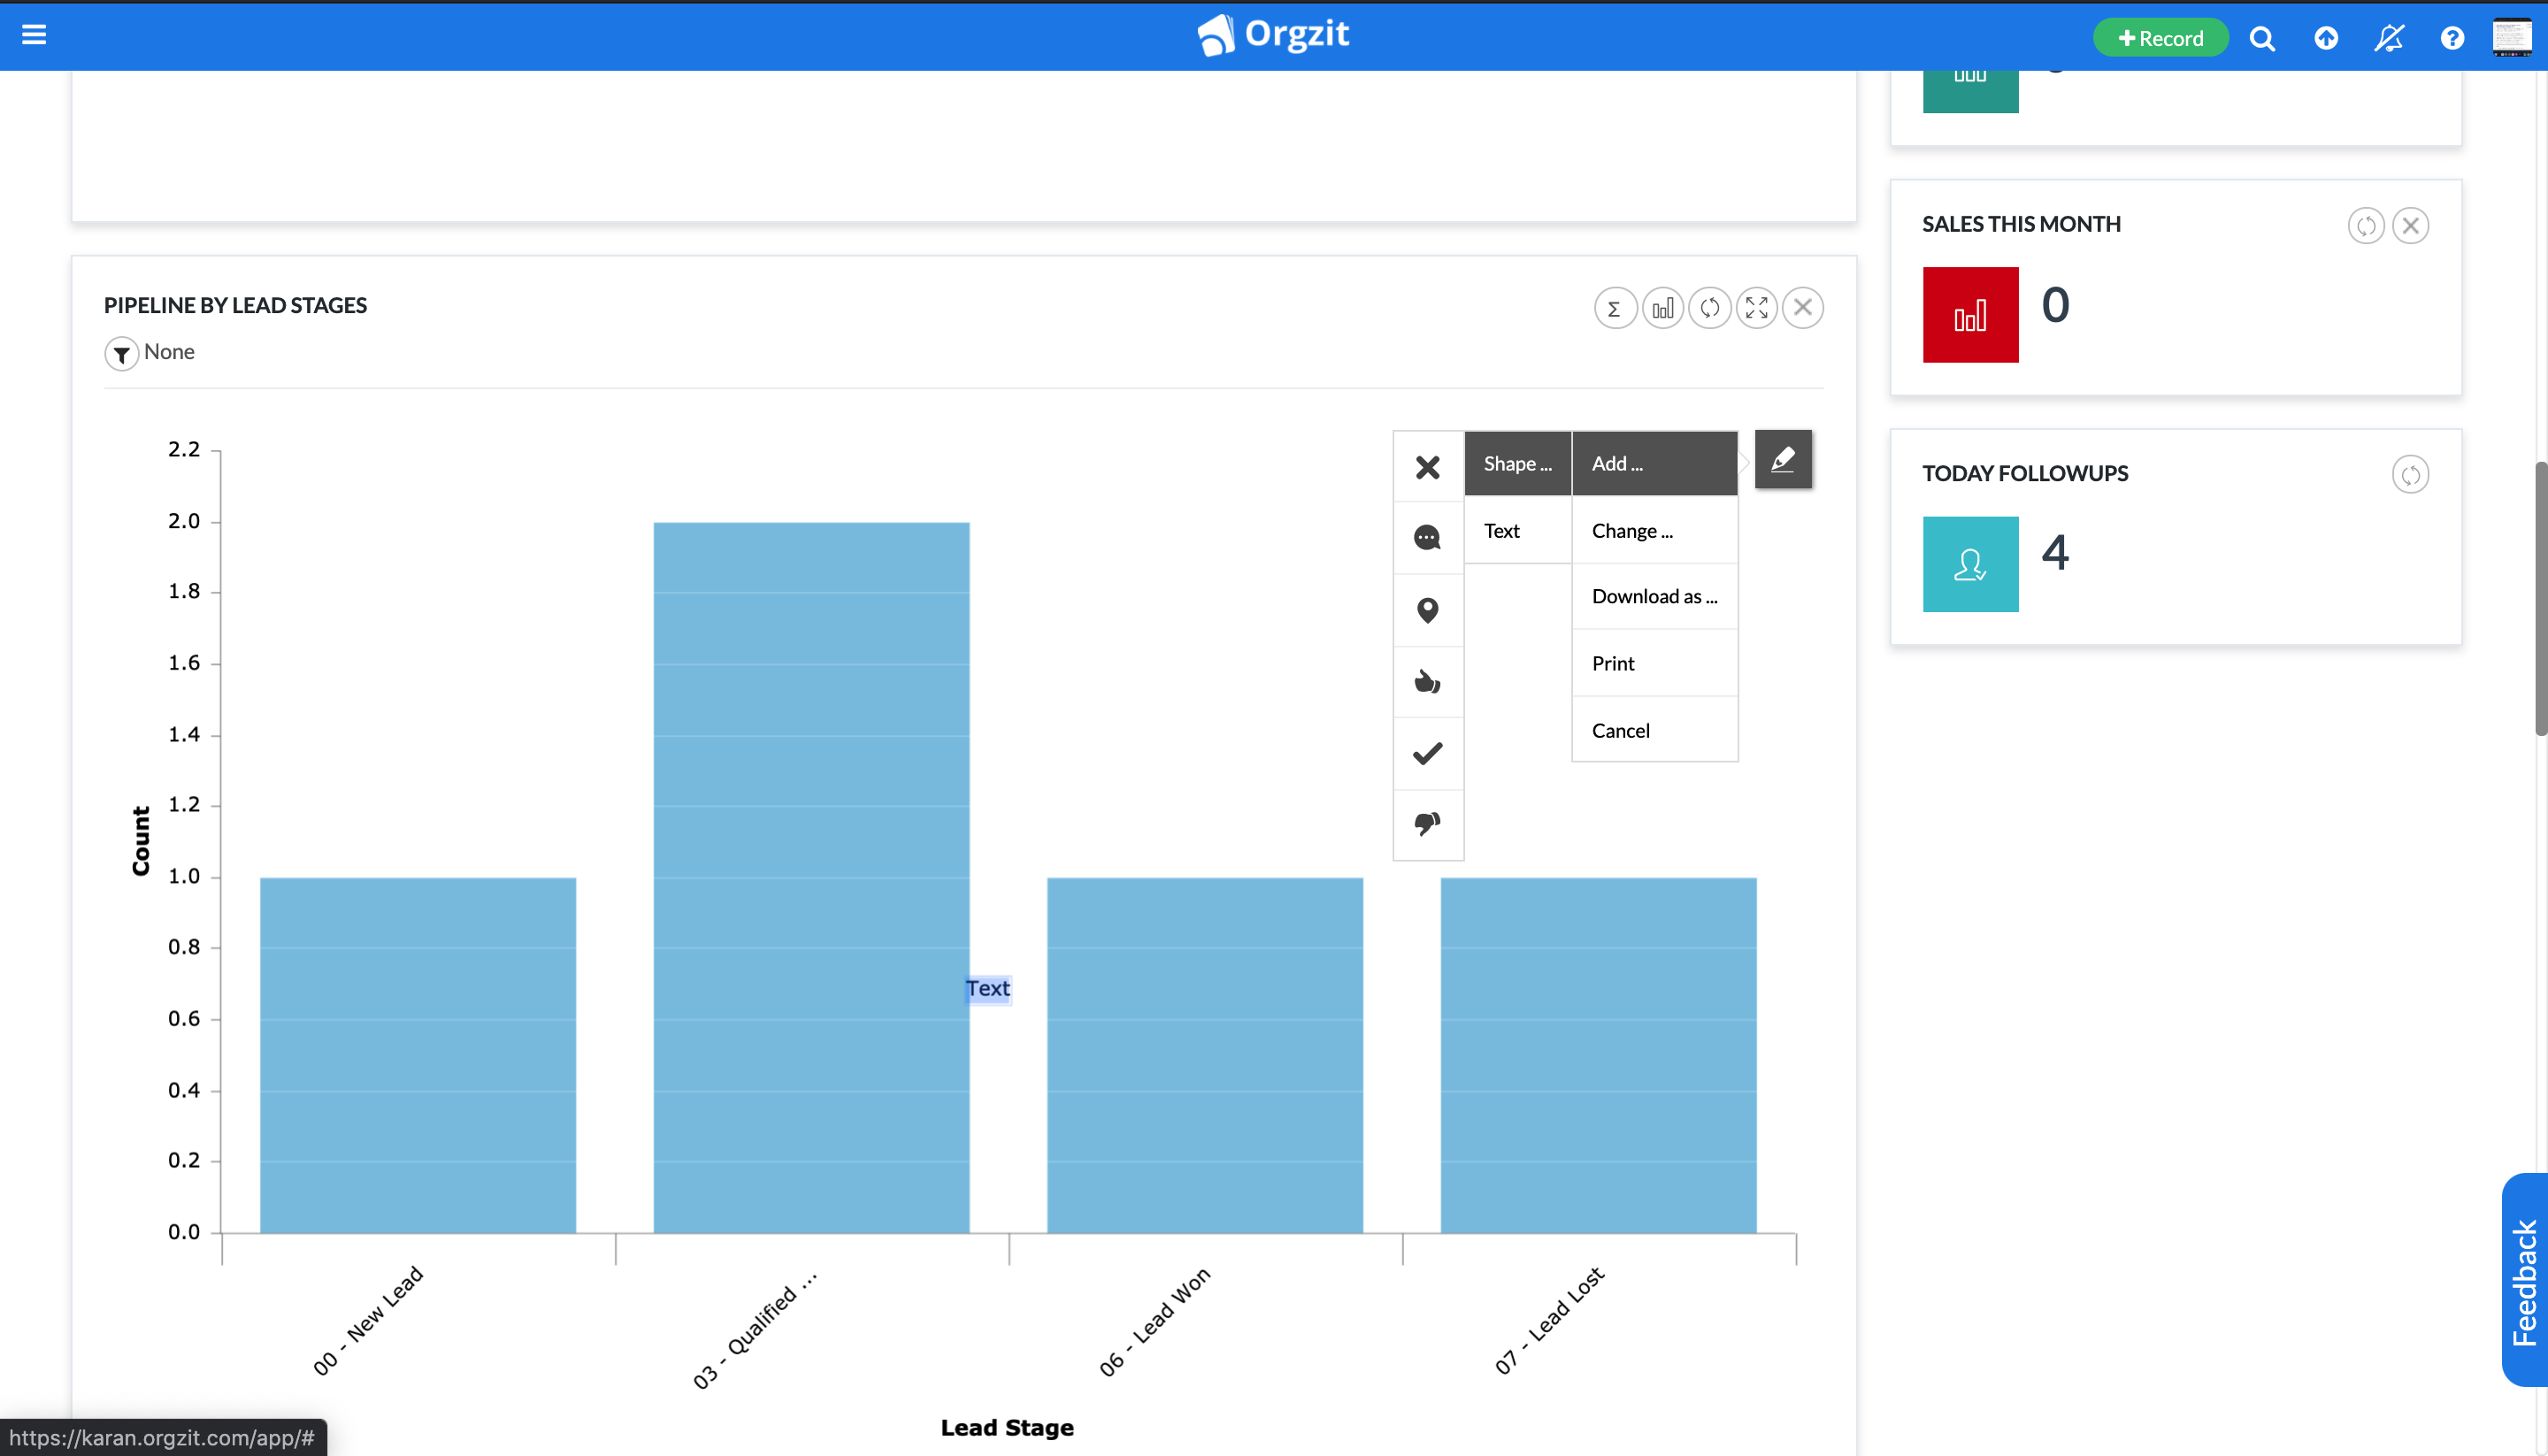 Orgzit
Record
PIPELINE BY LEAD STAGES
None
Σ
Shape ...
Text
Add ...
Change ...
Download as ...
Print
Cancel
2.2
2.0
1.8
1.6
1.4
1.2
1.0
0.8
0.6
0.4
0.2
0.0
Count
Text
00 - New Lead
03 - Qualified ...
06 - Lead Won
07 - Lead Lost
Lead Stage
SALES THIS MONTH
0
TODAY FOLLOWUPS
4
Feedback
https://karan.orgzit.com/app/#